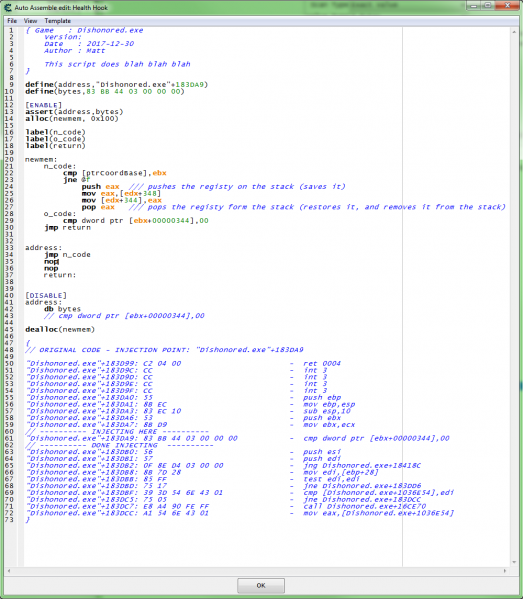 Auto Assemble edit: Health Hook
File View Template
1 { Game : Dishonored.exe
2 Version:
3 Date : 2017-12-30
4 Author : Matt
5
6 This script does blah blah blah
7 }
8
9 define(address,"Dishonored.exe"+183DA9)
10 define(bytes,83 BB 44 03 00 00 00)
11
12 [ENABLE]
13 assert(address,bytes)
14 alloc(newmem, 0x100)
15
16 label(n_code)
17 label(o_code)
18 label(return)
19
20 newmem:
21 n_code:
22 cmp [ptrcoordBase],ebx
23 jne @f
24 push eax /// pushes the registy on the stack (saves it)
25 mov eax,[edx+348]
26 mov [edx+344],eax
27 pop eax /// pops the registy form the stack (restores it, and removes it from the stack)
28 o_code:
29 cmp dword ptr [ebx+00000344],00
30 jmp return
31
32
33 address:
34 jmp n_code
35 nop
36 nop
37 return:
38
39
40 [DISABLE]
41 address:
42 db bytes
43 // cmp dword ptr [ebx+00000344],00
44
45 dealloc(newmem)
46
47 {
48 // ORIGINAL CODE - INJECTION POINT: "Dishonored.exe"+183DA9
49
50 "Dishonored.exe"+183D99: C2 04 00 - ret 0004
51 "Dishonored.exe"+183D9C: CC - int 3
52 "Dishonored.exe"+183D9D: CC - int 3
53 "Dishonored.exe"+183D9E: CC - int 3
54 "Dishonored.exe"+183D9F: CC - int 3
55 "Dishonored.exe"+183DA0: 55 - push ebp
56 "Dishonored.exe"+183DA1: 8B EC - mov ebp,esp
57 "Dishonored.exe"+183DA3: 83 EC 10 - sub esp,10
58 "Dishonored.exe"+183DA6: 53 - push ebx
59 "Dishonored.exe"+183DA7: 8B D9 - mov ebx,ecx
60 // ---------- INJECTING HERE ----------
61 "Dishonored.exe"+183DA9: 83 BB 44 03 00 00 00 - cmp dword ptr [ebx+00000344],00
62 // ---------- DONE INJECTING ----------
63 "Dishonored.exe"+183DB0: 56 - push esi
64 "Dishonored.exe"+183DB1: 57 - push edi
65 "Dishonored.exe"+183DB2: 0F 8E D4 03 00 00 - jng Dishonored.exe+18418C
66 "Dishonored.exe"+183DB8: 8B 7D 28 - mov edi,[ebp+28]
67 "Dishonored.exe"+183DBB: 85 FF - test edi,edi
68 "Dishonored.exe"+183DBD: 75 17 - jne Dishonored.exe+183DD6
69 "Dishonored.exe"+183DBF: 39 3D 54 6E 43 01 - cmp [Dishonored.exe+1036E54],edi
70 "Dishonored.exe"+183DC5: 75 05 - jne Dishonored.exe+183DCC
71 "Dishonored.exe"+183DC7: E8 A4 90 FE FF - call Dishonored.exe+16CE70
72 "Dishonored.exe"+183DCC: A1 54 6E 43 01 - mov eax,[Dishonored.exe+1036E54]
73 }
OK